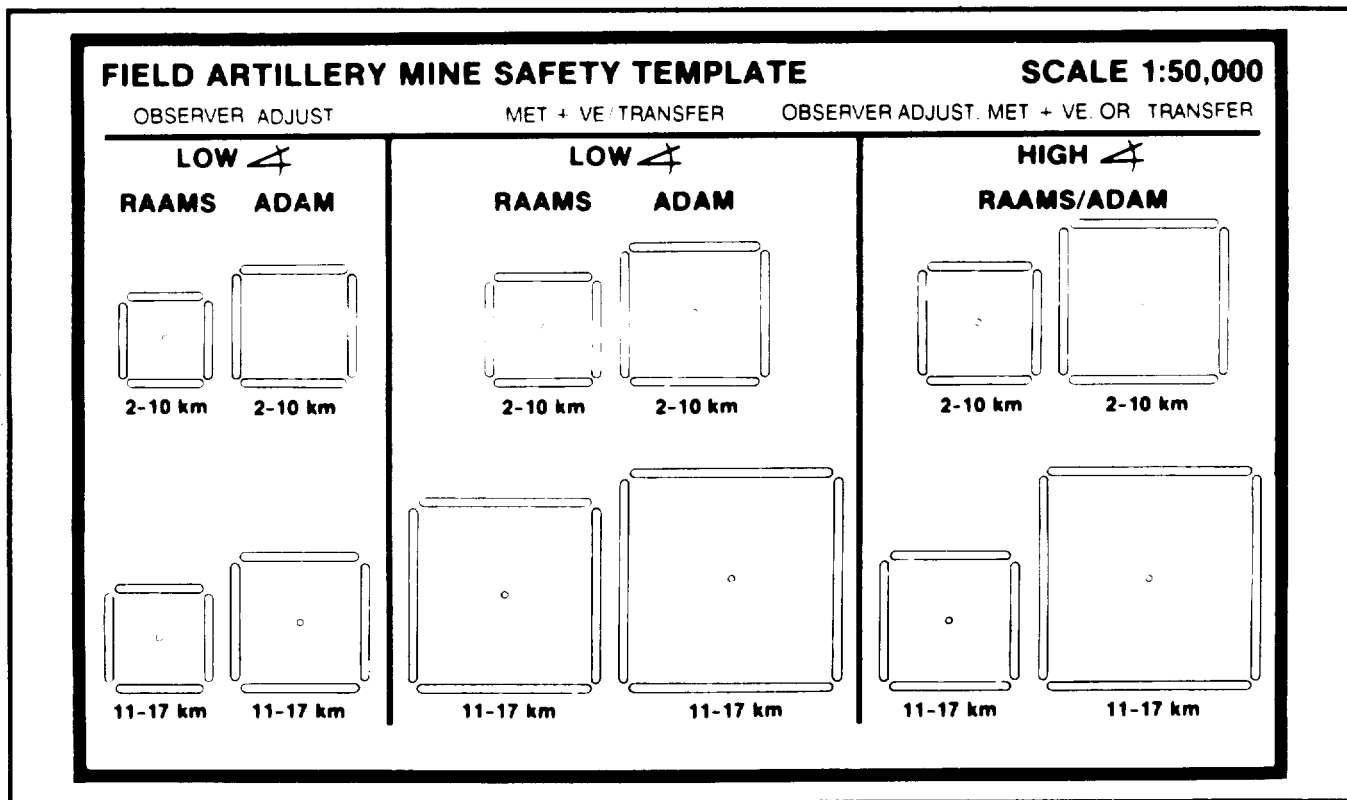 FIELD ARTILLERY MINE SAFETY TEMPLATE SCALE 1:50,000
OBSERVER ADJUST MET + VE/TRANSFER OBSERVER ADJUST. MET + VE. OR TRANSFER
LOW ∡ LOW ∡ HIGH ∡
RAAMS ADAM RAAMS ADAM RAAMS/ADAM
2-10 km 2-10 km 2-10 km 2-10 km 2-10 km 2-10 km
11-17 km 11-17 km 11-17 km 11-17 km 11-17 km 11-17 km